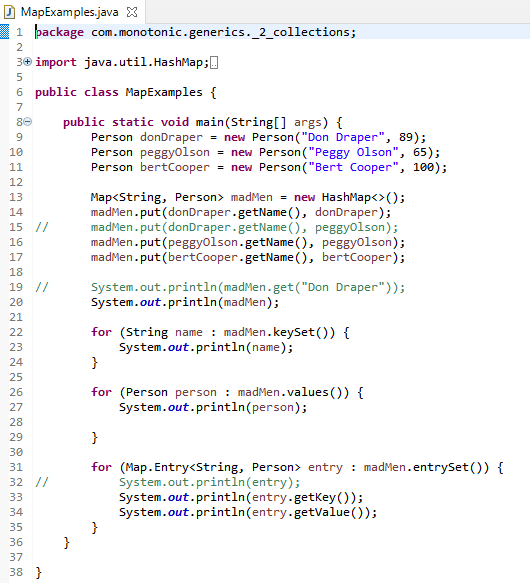 MapExamples.java
1 package com.monotonic.generics._2_collections;
2
3 import java.util.HashMap;
5
6 public class MapExamples {
7
8     public static void main(String[] args) {
9         Person donDraper = new Person("Don Draper", 89);
10         Person peggyOlson = new Person("Peggy Olson", 65);
11         Person bertCooper = new Person("Bert Cooper", 100);
12
13         Map<String, Person> madMen = new HashMap<>();
14         madMen.put(donDraper.getName(), donDraper);
15 //      madMen.put(donDraper.getName(), peggyOlson);
16         madMen.put(peggyOlson.getName(), peggyOlson);
17         madMen.put(bertCooper.getName(), bertCooper);
18
19 //      System.out.println(madMen.get("Don Draper"));
20         System.out.println(madMen);
21
22         for (String name : madMen.keySet()) {
23             System.out.println(name);
24         }
25
26         for (Person person : madMen.values()) {
27             System.out.println(person);
28
29         }
30
31         for (Map.Entry<String, Person> entry : madMen.entrySet()) {
32 //          System.out.println(entry);
33             System.out.println(entry.getKey());
34             System.out.println(entry.getValue());
35         }
36     }
37
38 }